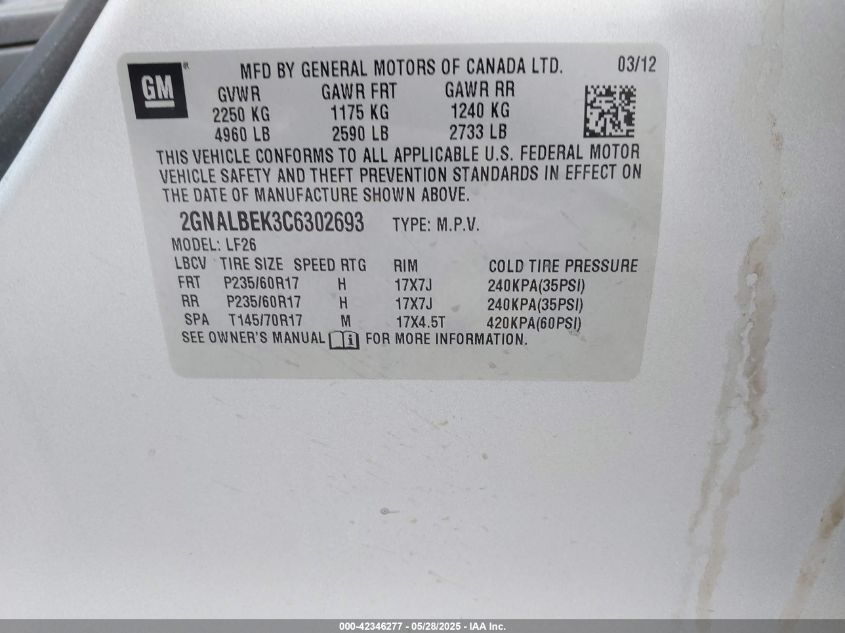 GM
MFD BY GENERAL MOTORS OF CANADA LTD. 03/12
GVWR GAWR FRT GAWR RR
2250 KG 1175 KG 1240 KG
4960 LB 2590 LB 2733 LB
THIS VEHICLE CONFORMS TO ALL APPLICABLE U.S. FEDERAL MOTOR
VEHICLE SAFETY AND THEFT PREVENTION STANDARDS IN EFFECT ON
THE DATE OF MANUFACTURE SHOWN ABOVE.
2GNALBEK3C6302693 TYPE: M.P.V.
MODEL: LF26
LBCV TIRE SIZE SPEED RTG RIM COLD TIRE PRESSURE
FRT P235/60R17 H 17X7J 240KPA(35PSI)
RR P235/60R17 H 17X7J 240KPA(35PSI)
SPA T145/70R17 M 17X4.5T 420KPA(60PSI)
SEE OWNER'S MANUAL i FOR MORE INFORMATION.
000-42346277 - 05/28/2025 - IAA Inc.